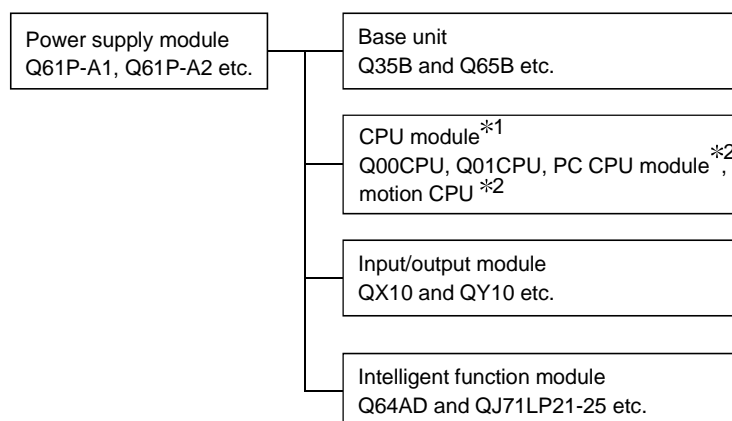 Power supply module
Q61P-A1, Q61P-A2 etc.
Base unit
Q35B and Q65B etc.
CPU module*1
Q00CPU, Q01CPU, PC CPU module*2,
motion CPU *2
Input/output module
QX10 and QY10 etc.
Intelligent function module
Q64AD and QJ71LP21-25 etc.